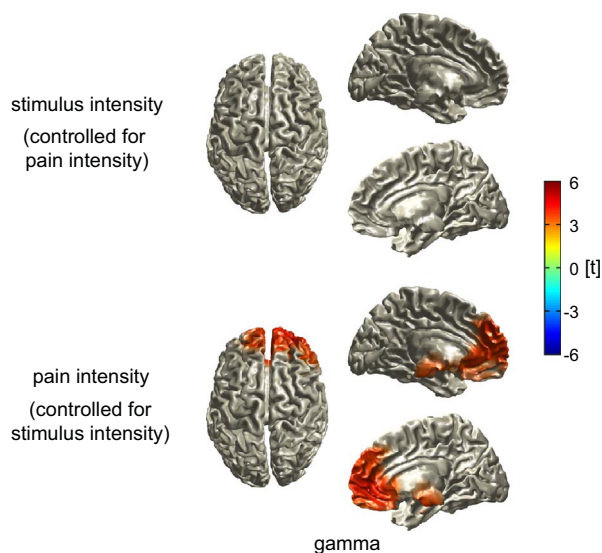 stimulus intensity
(controlled for
pain intensity)
6
3
0 [t]
-3
-6
pain intensity
(controlled for
stimulus intensity)
gamma